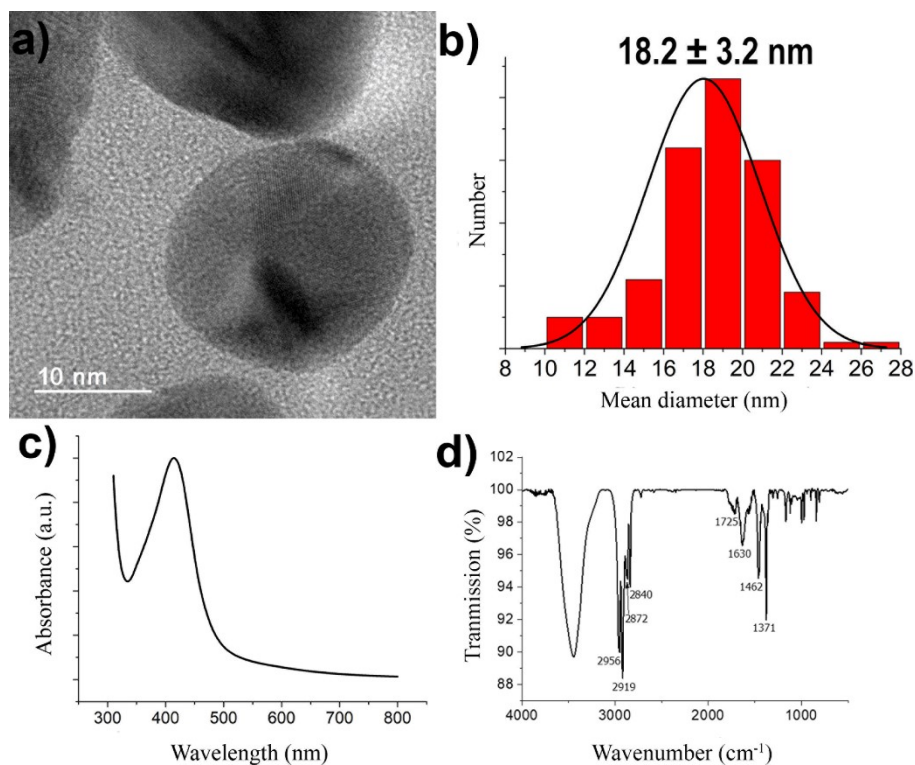 a)
10 nm
b)
18.2 ± 3.2 nm
Number
8 10 12 14 16 18 20 22 24 26 28
Mean diameter (nm)
c)
Absorbance (a.u.)
300 400 500 600 700 800
Wavelength (nm)
d)
102
100
98
96
94
92
90
88
Tranmission (%)
1725
1630
2840
1462
2872
1371
2956
2919
4000 3000 2000 1000
Wavenumber (cm⁻¹)